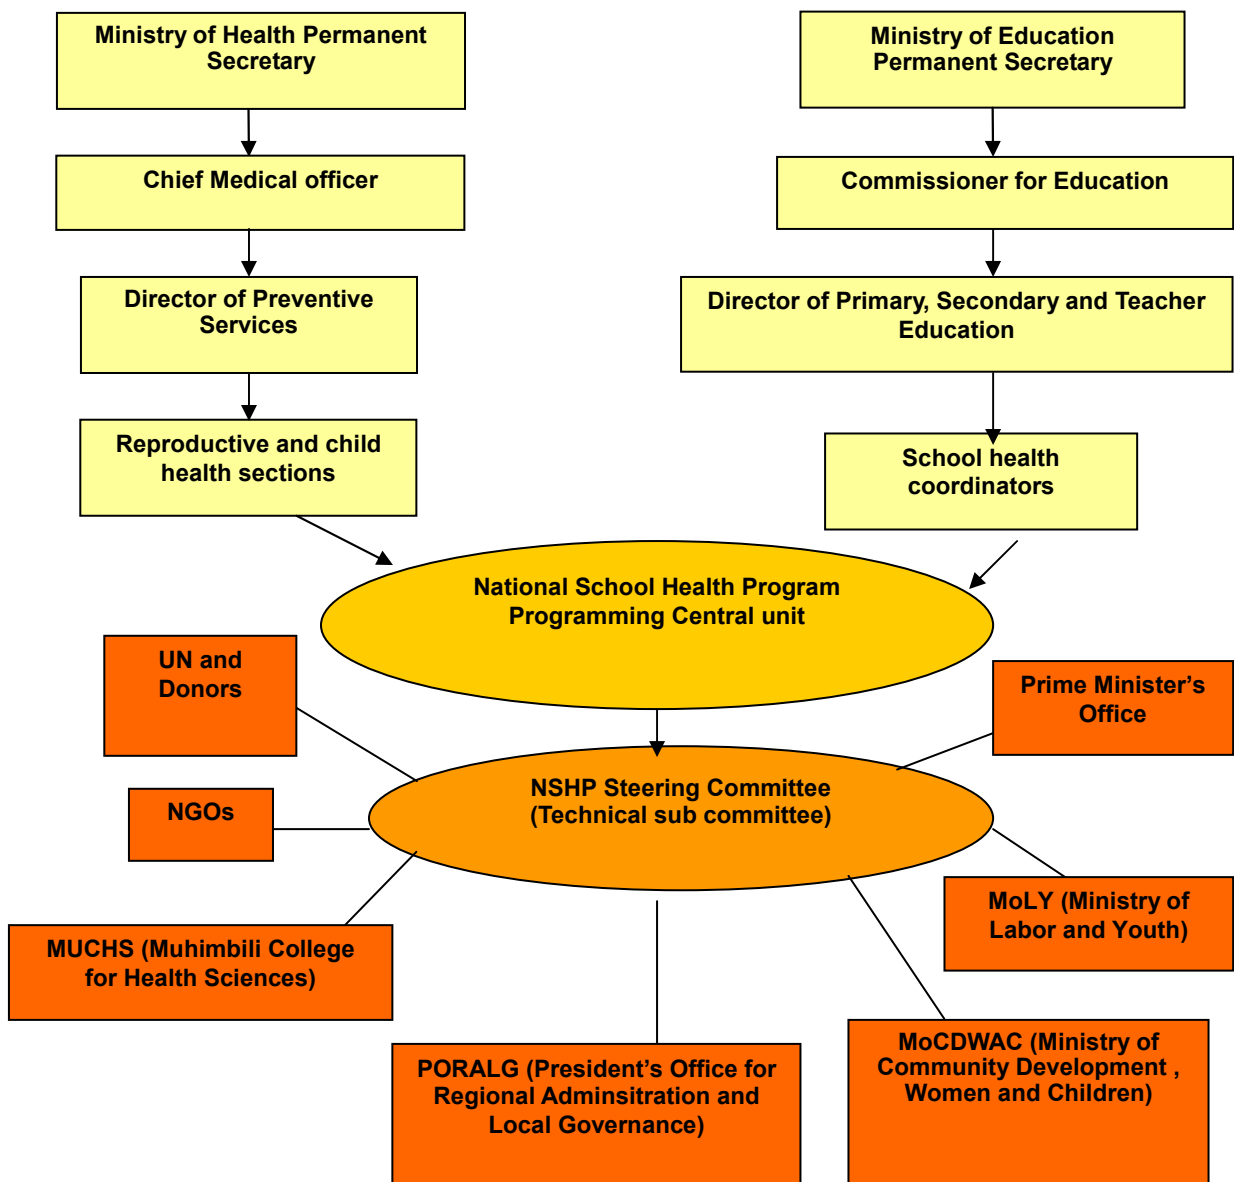 Ministry of Health Permanent
Secretary
Ministry of Education
Permanent Secretary
Chief Medical officer
Commissioner for Education
Director of Preventive
Services
Director of Primary, Secondary and Teacher
Education
Reproductive and child
health sections
School health
coordinators
National School Health Program
Programming Central unit
UN and
Donors
Prime Minister’s
Office
NSHP Steering Committee
(Technical sub committee)
NGOs
MoLY (Ministry of
Labor and Youth)
MUCHS (Muhimbili College
for Health Sciences)
PORALG (President’s Office for
Regional Adminsitration and
Local Governance)
MoCDWAC (Ministry of
Community Development ,
Women and Children)